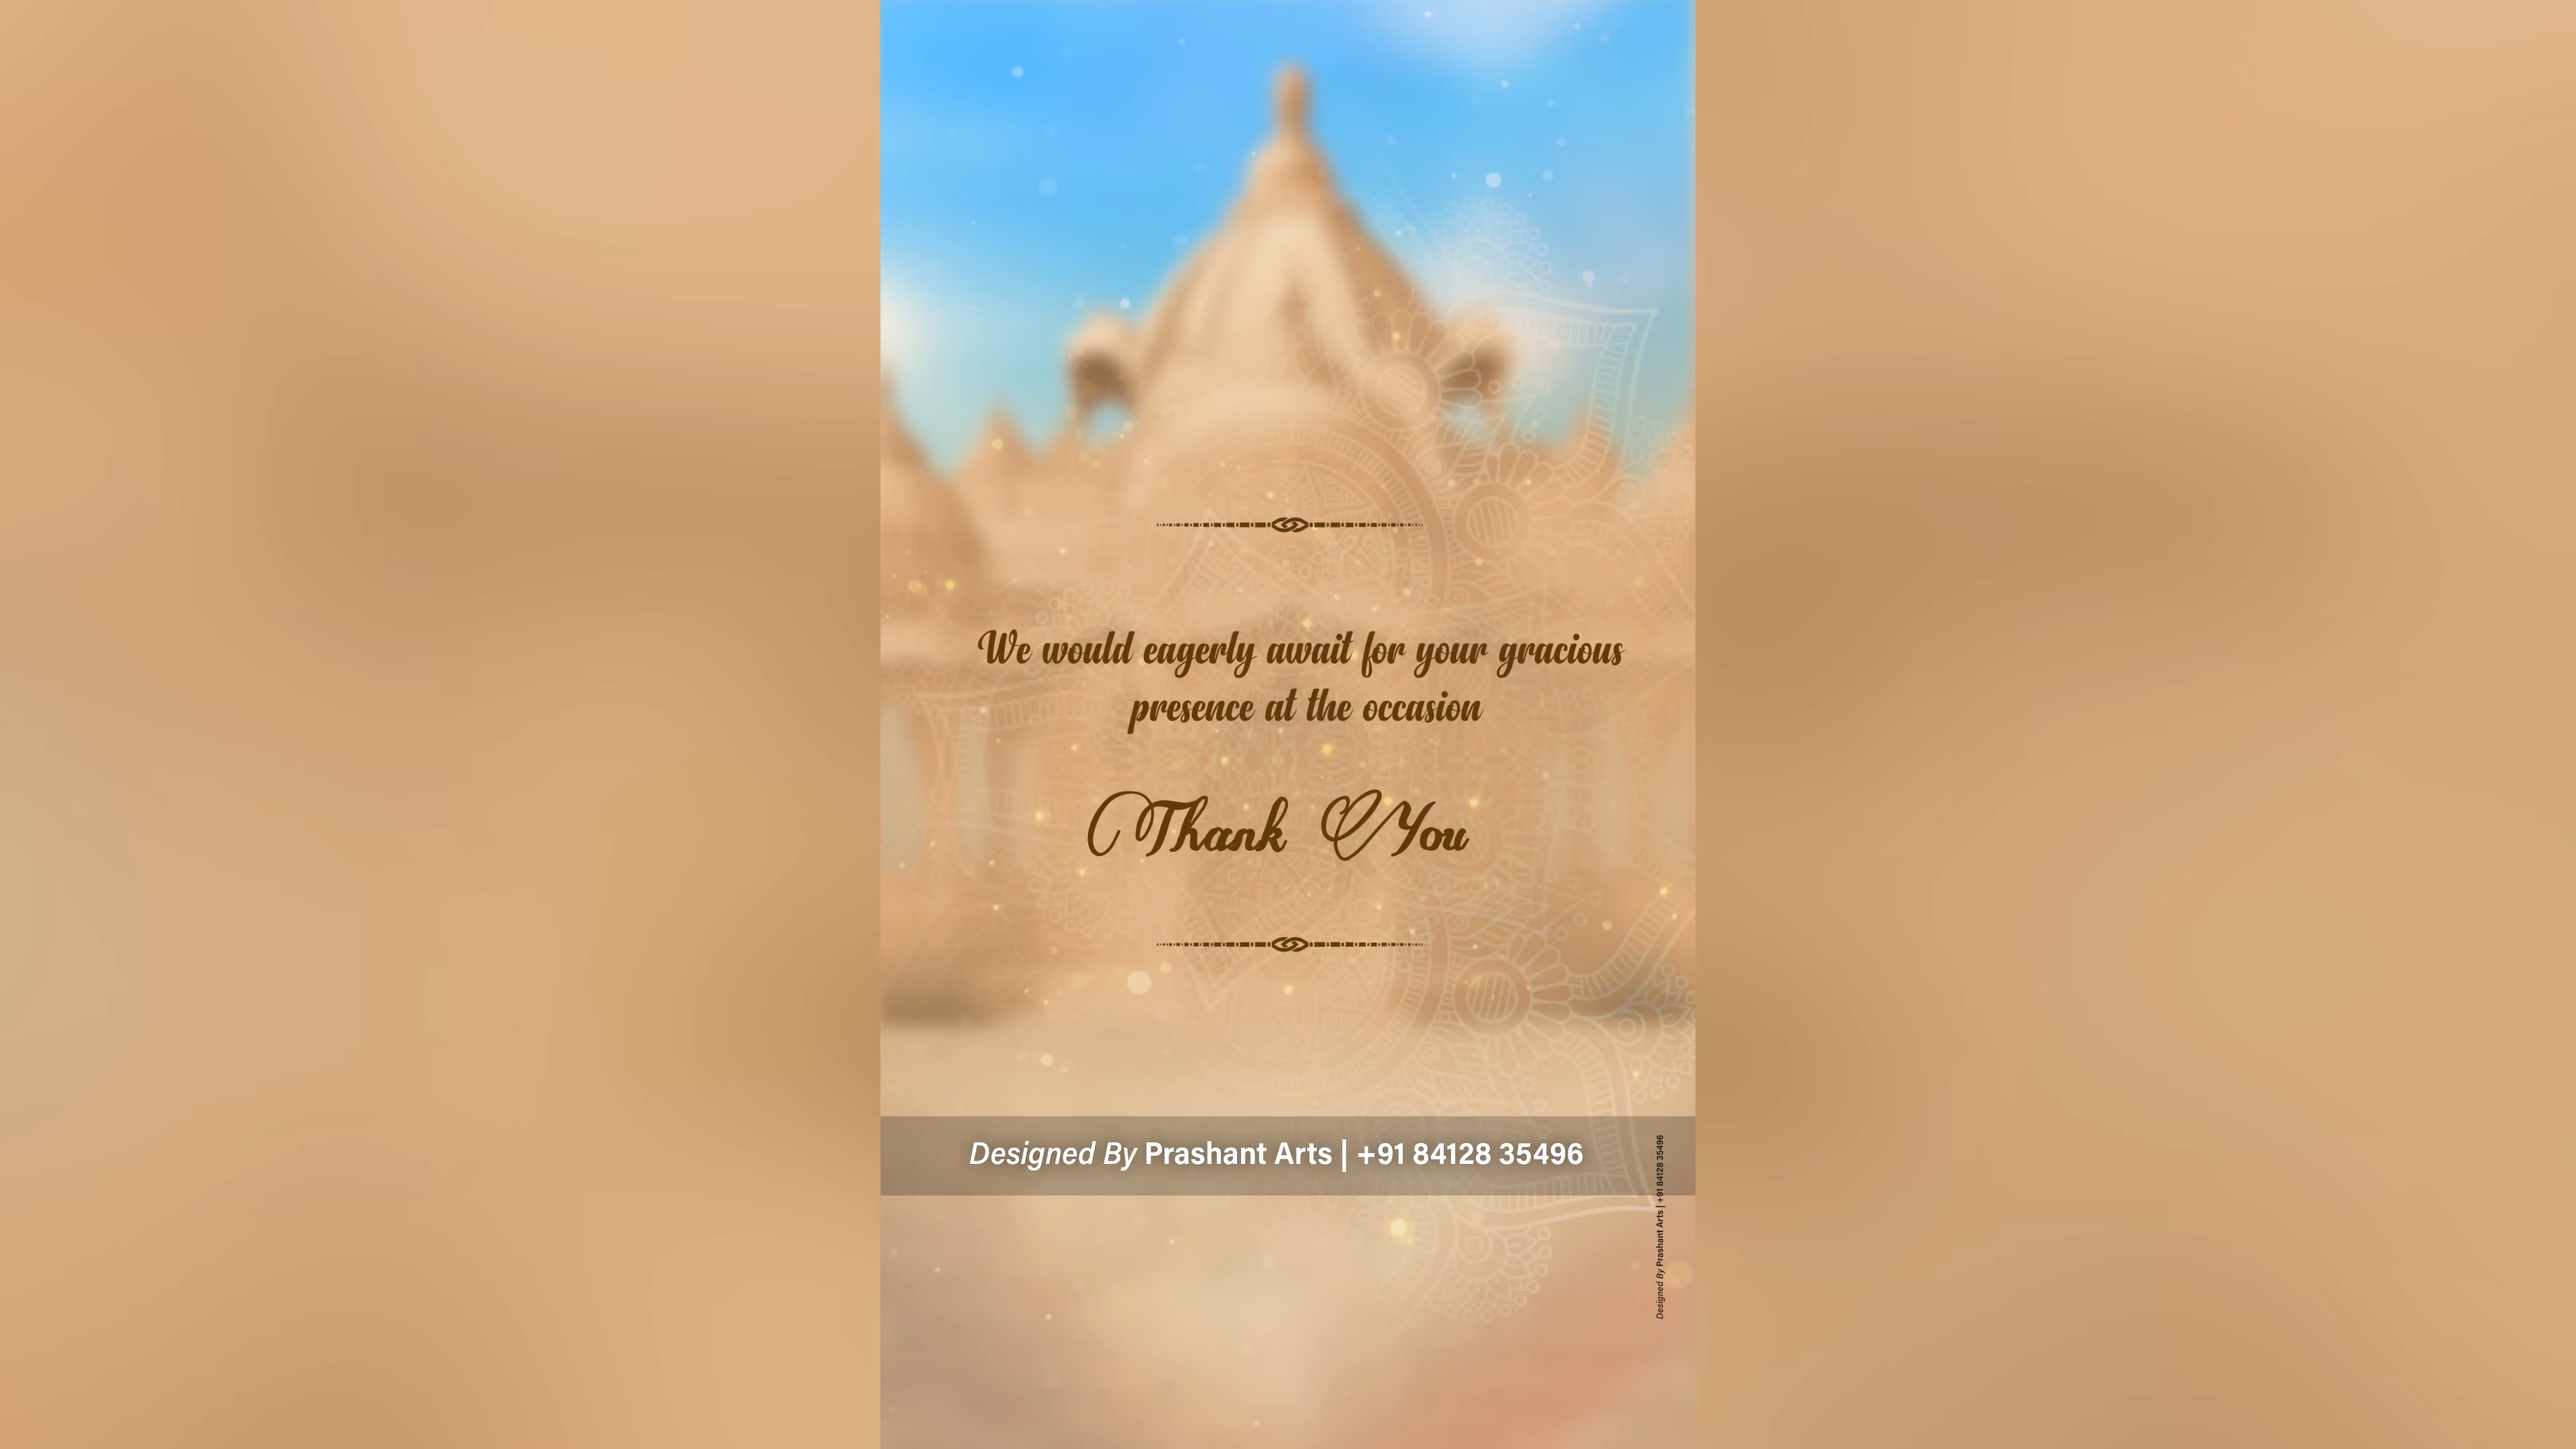 We would eagerly await for your gracious
presence at the occasion
Thank You
Designed By Prashant Arts | +91 84128 35496
Designed By Prashant Arts | +91 84128 35496